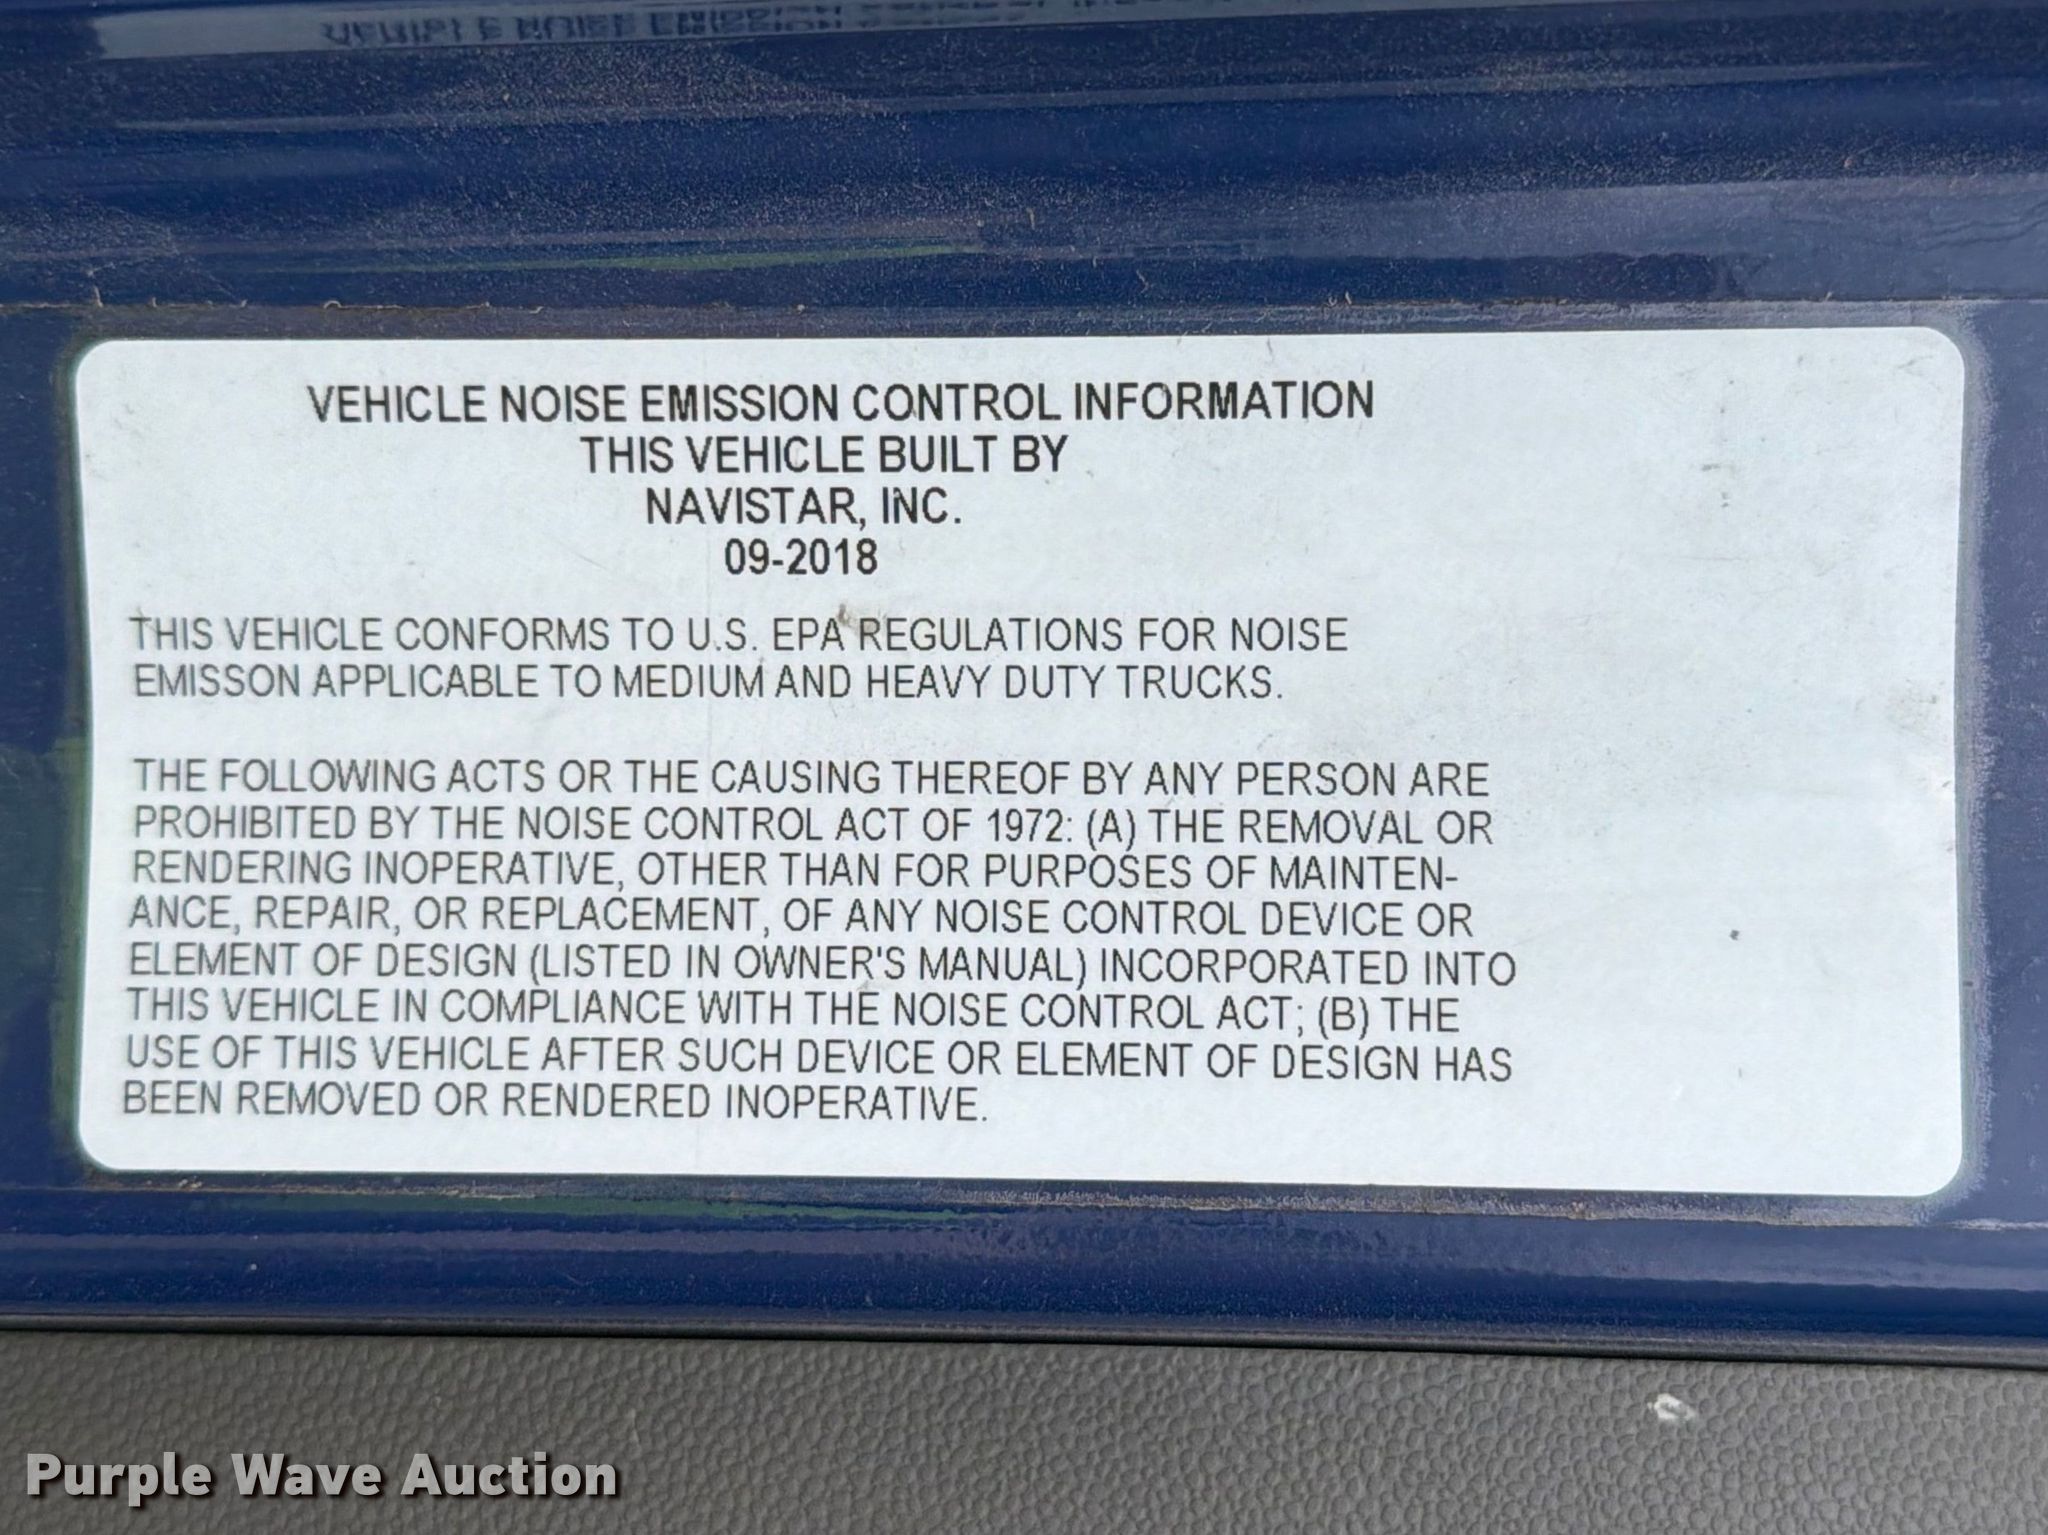 VEHICLE NOISE EMISSION CONTROL INFORMATION
THIS VEHICLE BUILT BY
NAVISTAR, INC.
09-2018
THIS VEHICLE CONFORMS TO U.S. EPA REGULATIONS FOR NOISE
EMISSON APPLICABLE TO MEDIUM AND HEAVY DUTY TRUCKS.
THE FOLLOWING ACTS OR THE CAUSING THEREOF BY ANY PERSON ARE
PROHIBITED BY THE NOISE CONTROL ACT OF 1972: (A) THE REMOVAL OR
RENDERING INOPERATIVE, OTHER THAN FOR PURPOSES OF MAINTEN-
ANCE, REPAIR, OR REPLACEMENT, OF ANY NOISE CONTROL DEVICE OR
ELEMENT OF DESIGN (LISTED IN OWNER'S MANUAL) INCORPORATED INTO
THIS VEHICLE IN COMPLIANCE WITH THE NOISE CONTROL ACT; (B) THE
USE OF THIS VEHICLE AFTER SUCH DEVICE OR ELEMENT OF DESIGN HAS
BEEN REMOVED OR RENDERED INOPERATIVE.
Purple Wave Auction